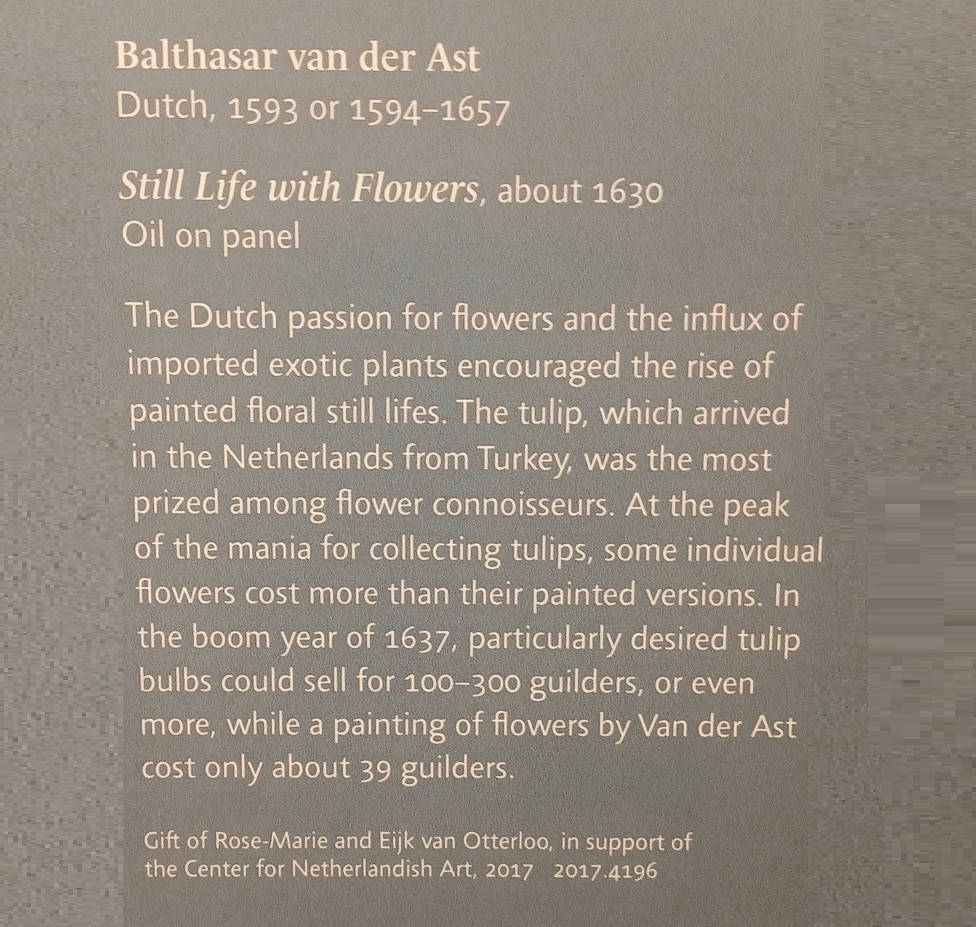 Balthasar van der Ast
Dutch, 1593 or 1594–1657
Still Life with Flowers, about 1630
Oil on panel
The Dutch passion for flowers and the influx of
imported exotic plants encouraged the rise of
painted floral still lifes. The tulip, which arrived
in the Netherlands from Turkey, was the most
prized among flower connoisseurs. At the peak
of the mania for collecting tulips, some individual
flowers cost more than their painted versions. In
the boom year of 1637, particularly desired tulip
bulbs could sell for 100–300 guilders, or even
more, while a painting of flowers by Van der Ast
cost only about 39 guilders.
Gift of Rose-Marie and Eijk van Otterloo, in support of
the Center for Netherlandish Art, 2017 2017.4196